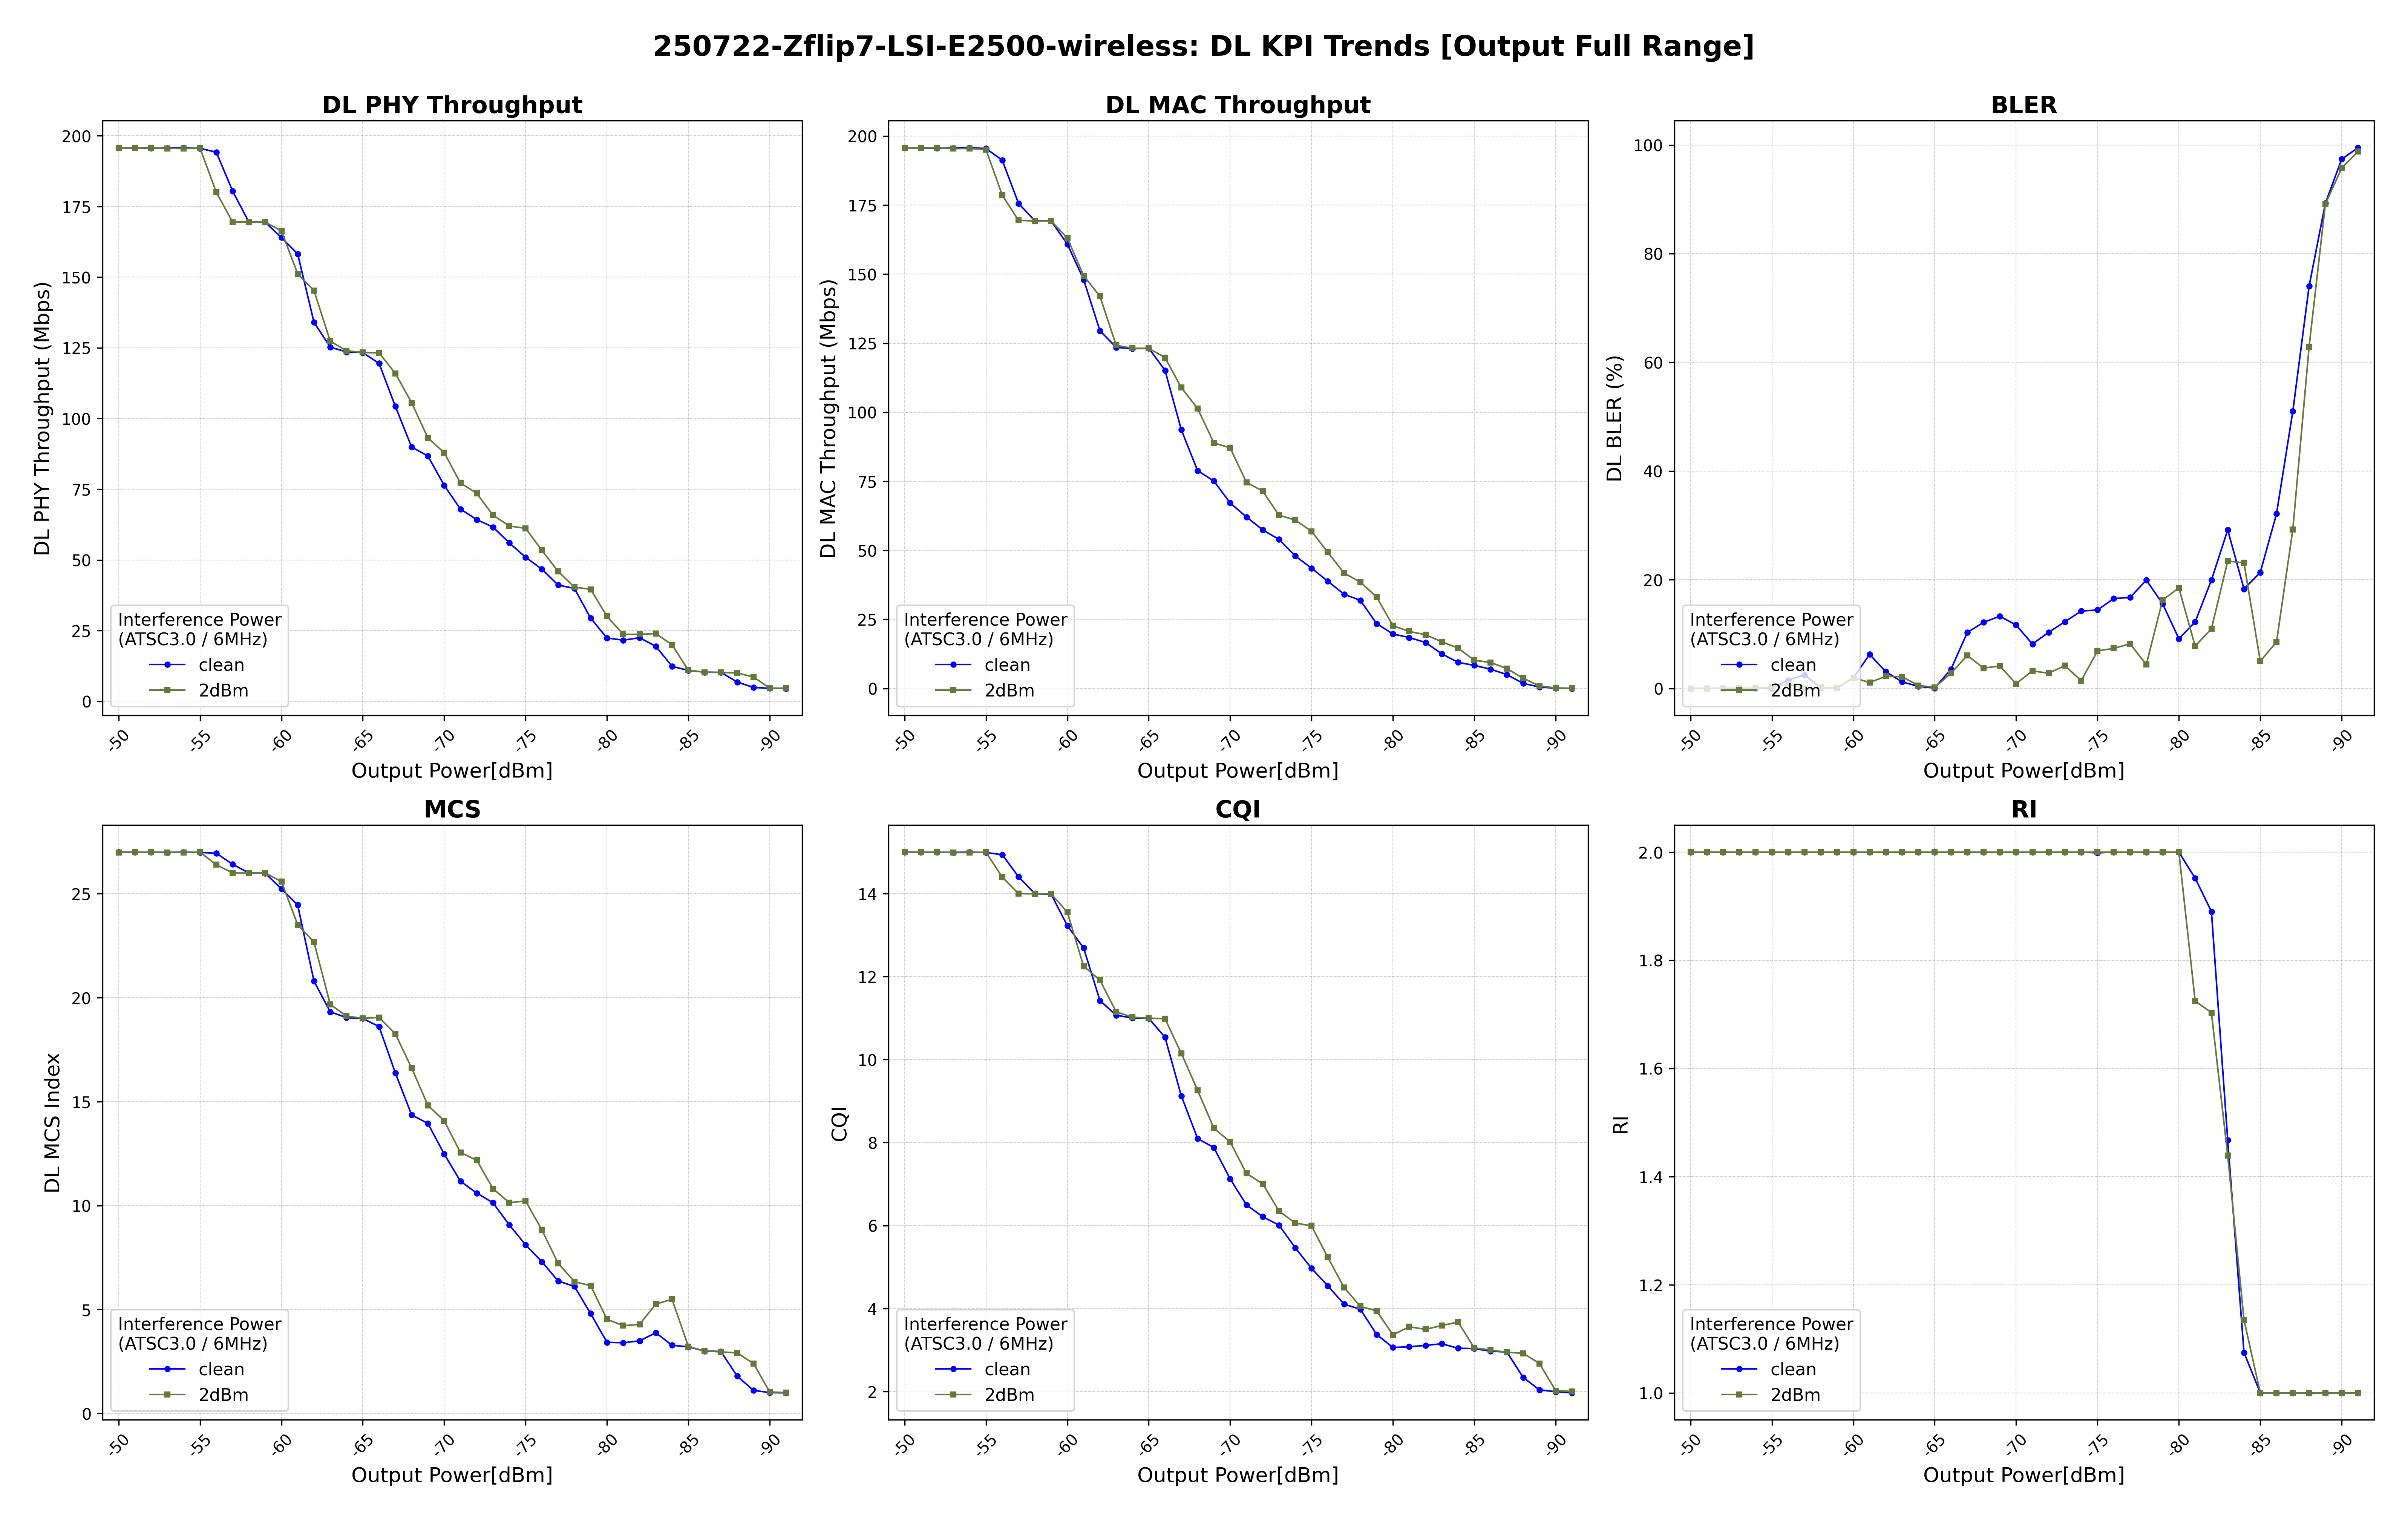 250722-Zflip7-LSI-E2500-wireless: DL KPI Trends [Output Full Range]
DL PHY Throughput
DL PHY Throughput (Mbps)
200
175
150
125
100
75
50
25
0
Interference Power
(ATSC3.0 / 6MHz)
clean
2dBm
-50
-55
-60
-65
-70
-75
-80
-85
-90
Output Power[dBm]
DL MAC Throughput
DL MAC Throughput (Mbps)
200
175
150
125
100
75
50
25
0
Interference Power
(ATSC3.0 / 6MHz)
clean
2dBm
-50
-55
-60
-65
-70
-75
-80
-85
-90
Output Power[dBm]
BLER
DL BLER (%)
100
80
60
40
20
0
Interference Power
(ATSC3.0 / 6MHz)
clean
2dBm
-50
-55
-60
-65
-70
-75
-80
-85
-90
Output Power[dBm]
MCS
DL MCS Index
25
20
15
10
5
0
Interference Power
(ATSC3.0 / 6MHz)
clean
2dBm
-50
-55
-60
-65
-70
-75
-80
-85
-90
Output Power[dBm]
CQI
CQI
14
12
10
8
6
4
2
Interference Power
(ATSC3.0 / 6MHz)
clean
2dBm
-50
-55
-60
-65
-70
-75
-80
-85
-90
Output Power[dBm]
RI
RI
2.0
1.8
1.6
1.4
1.2
1.0
Interference Power
(ATSC3.0 / 6MHz)
clean
2dBm
-50
-55
-60
-65
-70
-75
-80
-85
-90
Output Power[dBm]